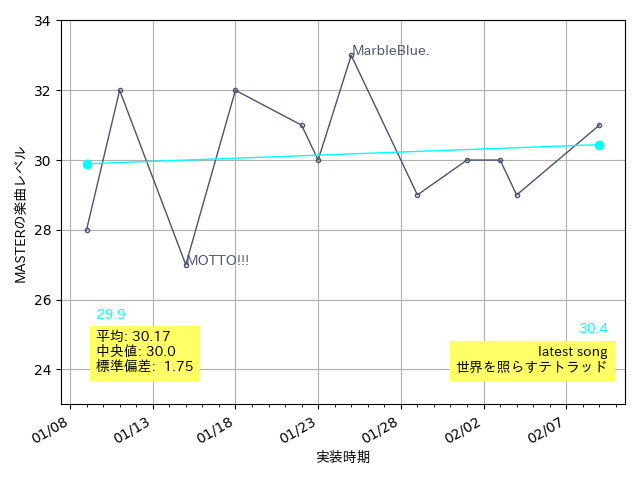 34
32
30
28
26
24
MASTERの楽曲レベル
MarbleBlue.
MOTTO!!!
29.9
平均: 30.17
中央値: 30.0
標準偏差: 1.75
30.4
latest song
世界を照らすテトラッド
01/08
01/13
01/18
01/23
01/28
02/02
02/07
実装時期